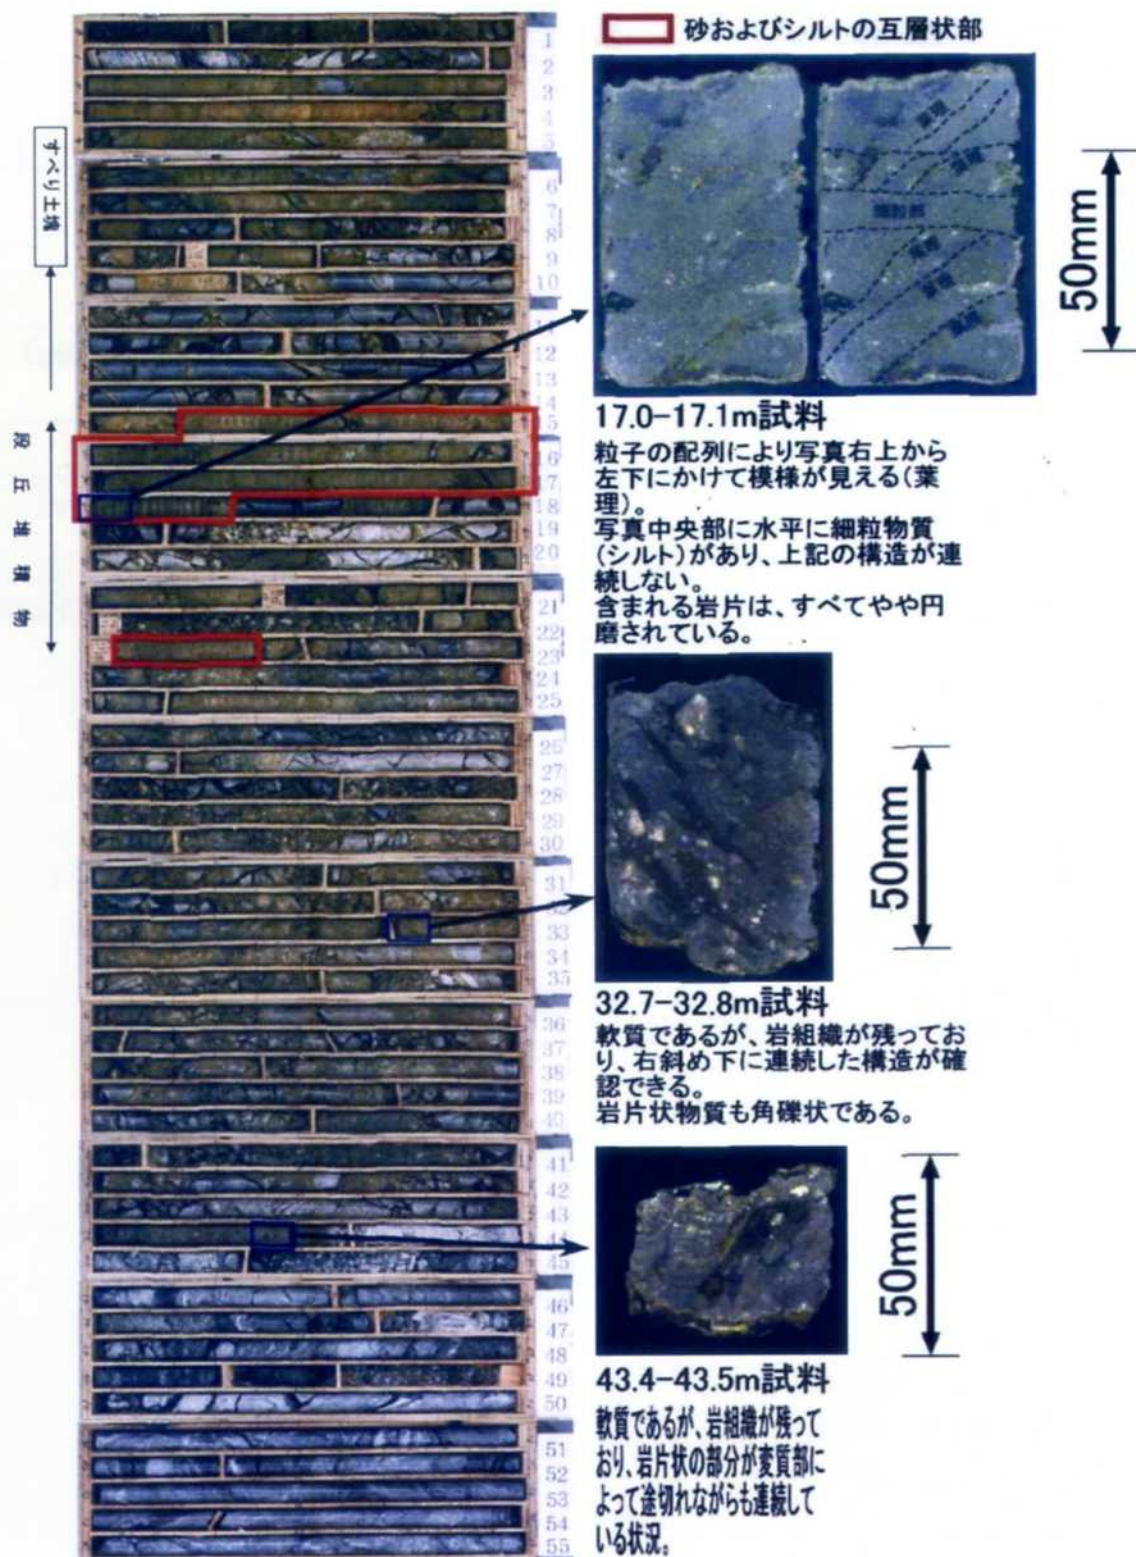 砂およびシルトの互層状部
すべり土塊
段丘堆積物
1
2
3
4
5
6
7
8
9
10
12
13
14
15
16
17
18
19
20
21
22
23
24
25
26
27
28
29
30
31
33
34
35
36
37
38
39
40
41
42
43
44
45
46
47
48
49
50
51
52
53
54
55
細粒部
50mm
17.0-17.1m試料
粒子の配列により写真右上から
左下にかけて模様が見える(葉
理)。
写真中央部に水平に細粒物質
(シルト)があり、上記の構造が連
続しない。
含まれる岩片は、すべてやや円
磨されている。
50mm
32.7-32.8m試料
軟質であるが、岩組織が残ってお
り、右斜め下に連続した構造が確
認できる。
岩片状物質も角礫状である。
50mm
43.4-43.5m試料
軟質であるが、岩組織が残って
おり、岩片状の部分が変質部に
よって途切れながらも連続して
いる状況。